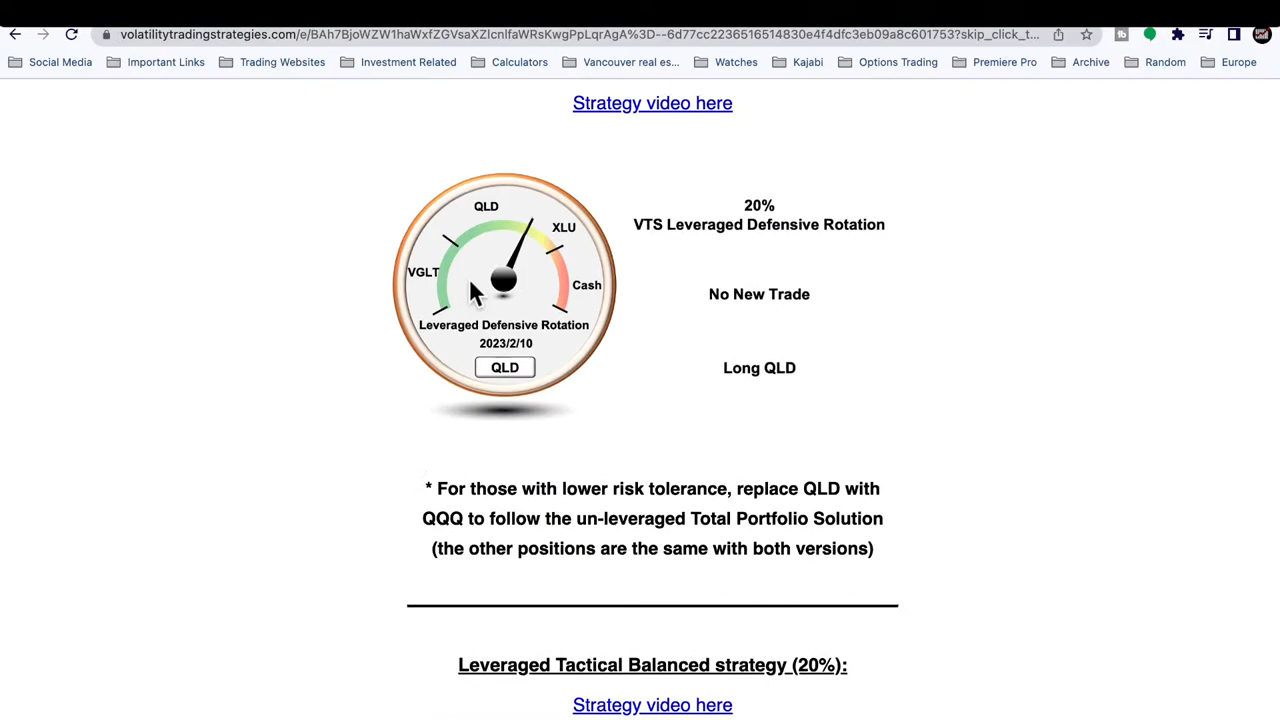 volatilitytradingstrategies.com/e/BAh7BjoWZW1haWxfZGVsaXZlcnlfaWRsKwgPpLqrAgA%3D--6d77cc2236516514830e4f4dfc3eb09a8c601753?skip_click_t...
Social Media Important Links Trading Websites Investment Related Calculators Vancouver real es... Watches Kajabi Options Trading Premiere Pro Archive Random Europe
Strategy video here
QLD
XLU
VGLT
Cash
Leveraged Defensive Rotation
2023/2/10
QLD
20%
VTS Leveraged Defensive Rotation
No New Trade
Long QLD
* For those with lower risk tolerance, replace QLD with
QQQ to follow the un-leveraged Total Portfolio Solution
(the other positions are the same with both versions)
Leveraged Tactical Balanced strategy (20%):
Strategy video here